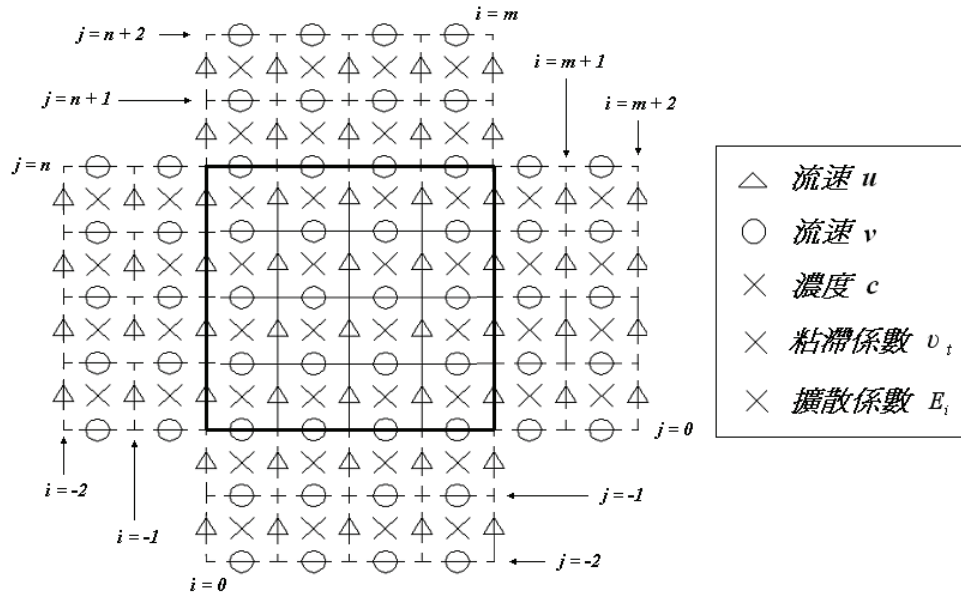 i = m
j = n + 2
i = m + 1
j = n + 1
i = m + 2
j = n
流速 u
流速 v
濃度 c
粘滯係數 υt
擴散係數 Ei
j = 0
i = -2
j = -1
i = -1
j = -2
i = 0